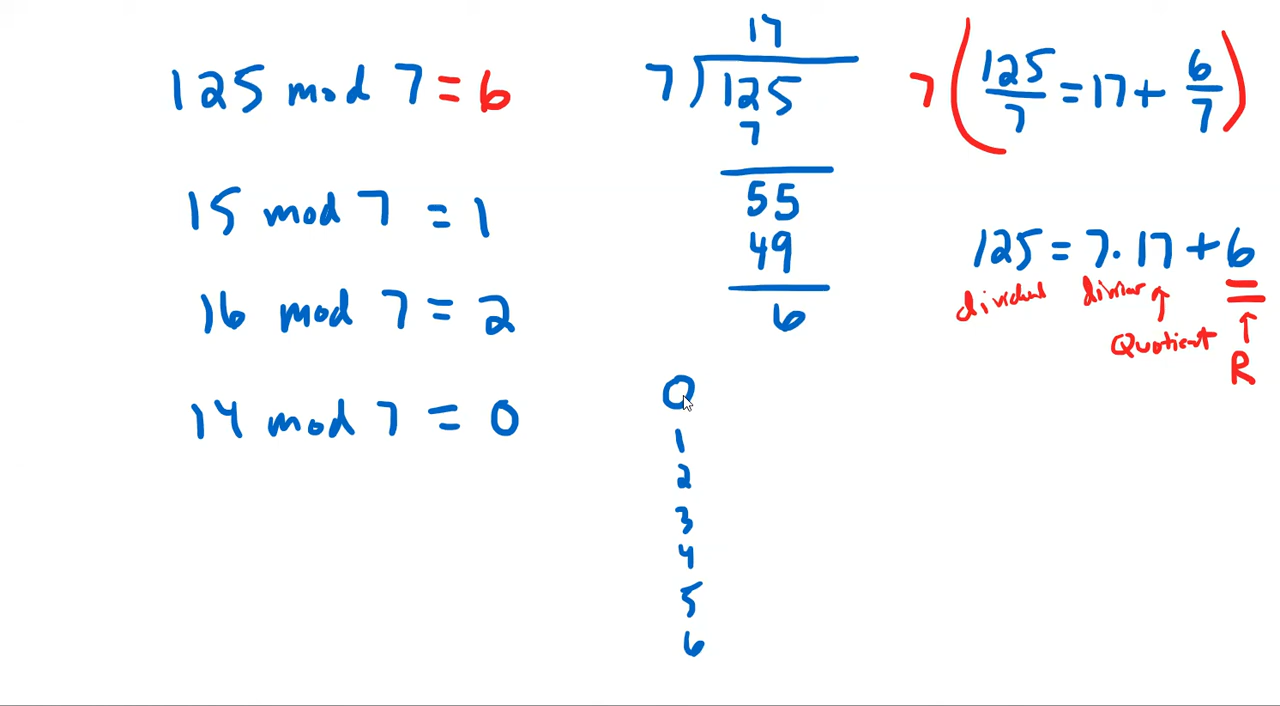 125 mod 7 = 6
15 mod 7 = 1
16 mod 7 = 2
14 mod 7 = 0
17
7) 125
7
55
49
6
0
1
2
3
4
5
6
7 ( 125/7 = 17 + 6/7 )
125 = 7 · 17 + 6
dividend divisor
Quotient
R